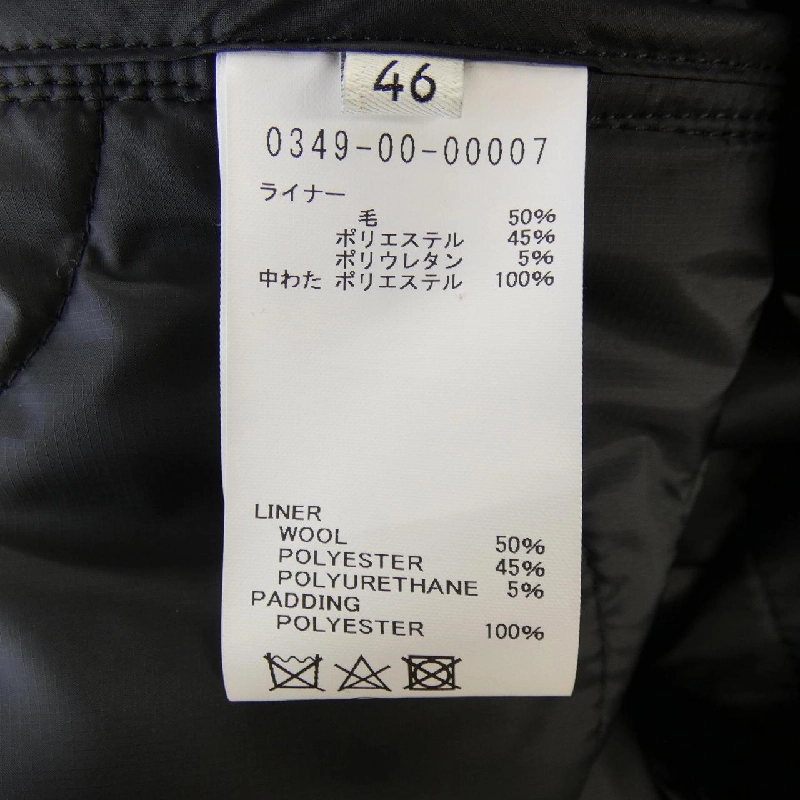 46
0349-00-00007
ライナー
毛 50%
ポリエステル 45%
ポリウレタン 5%
中わた ポリエステル 100%
LINER
WOOL 50%
POLYESTER 45%
POLYURETHANE 5%
PADDING
POLYESTER 100%